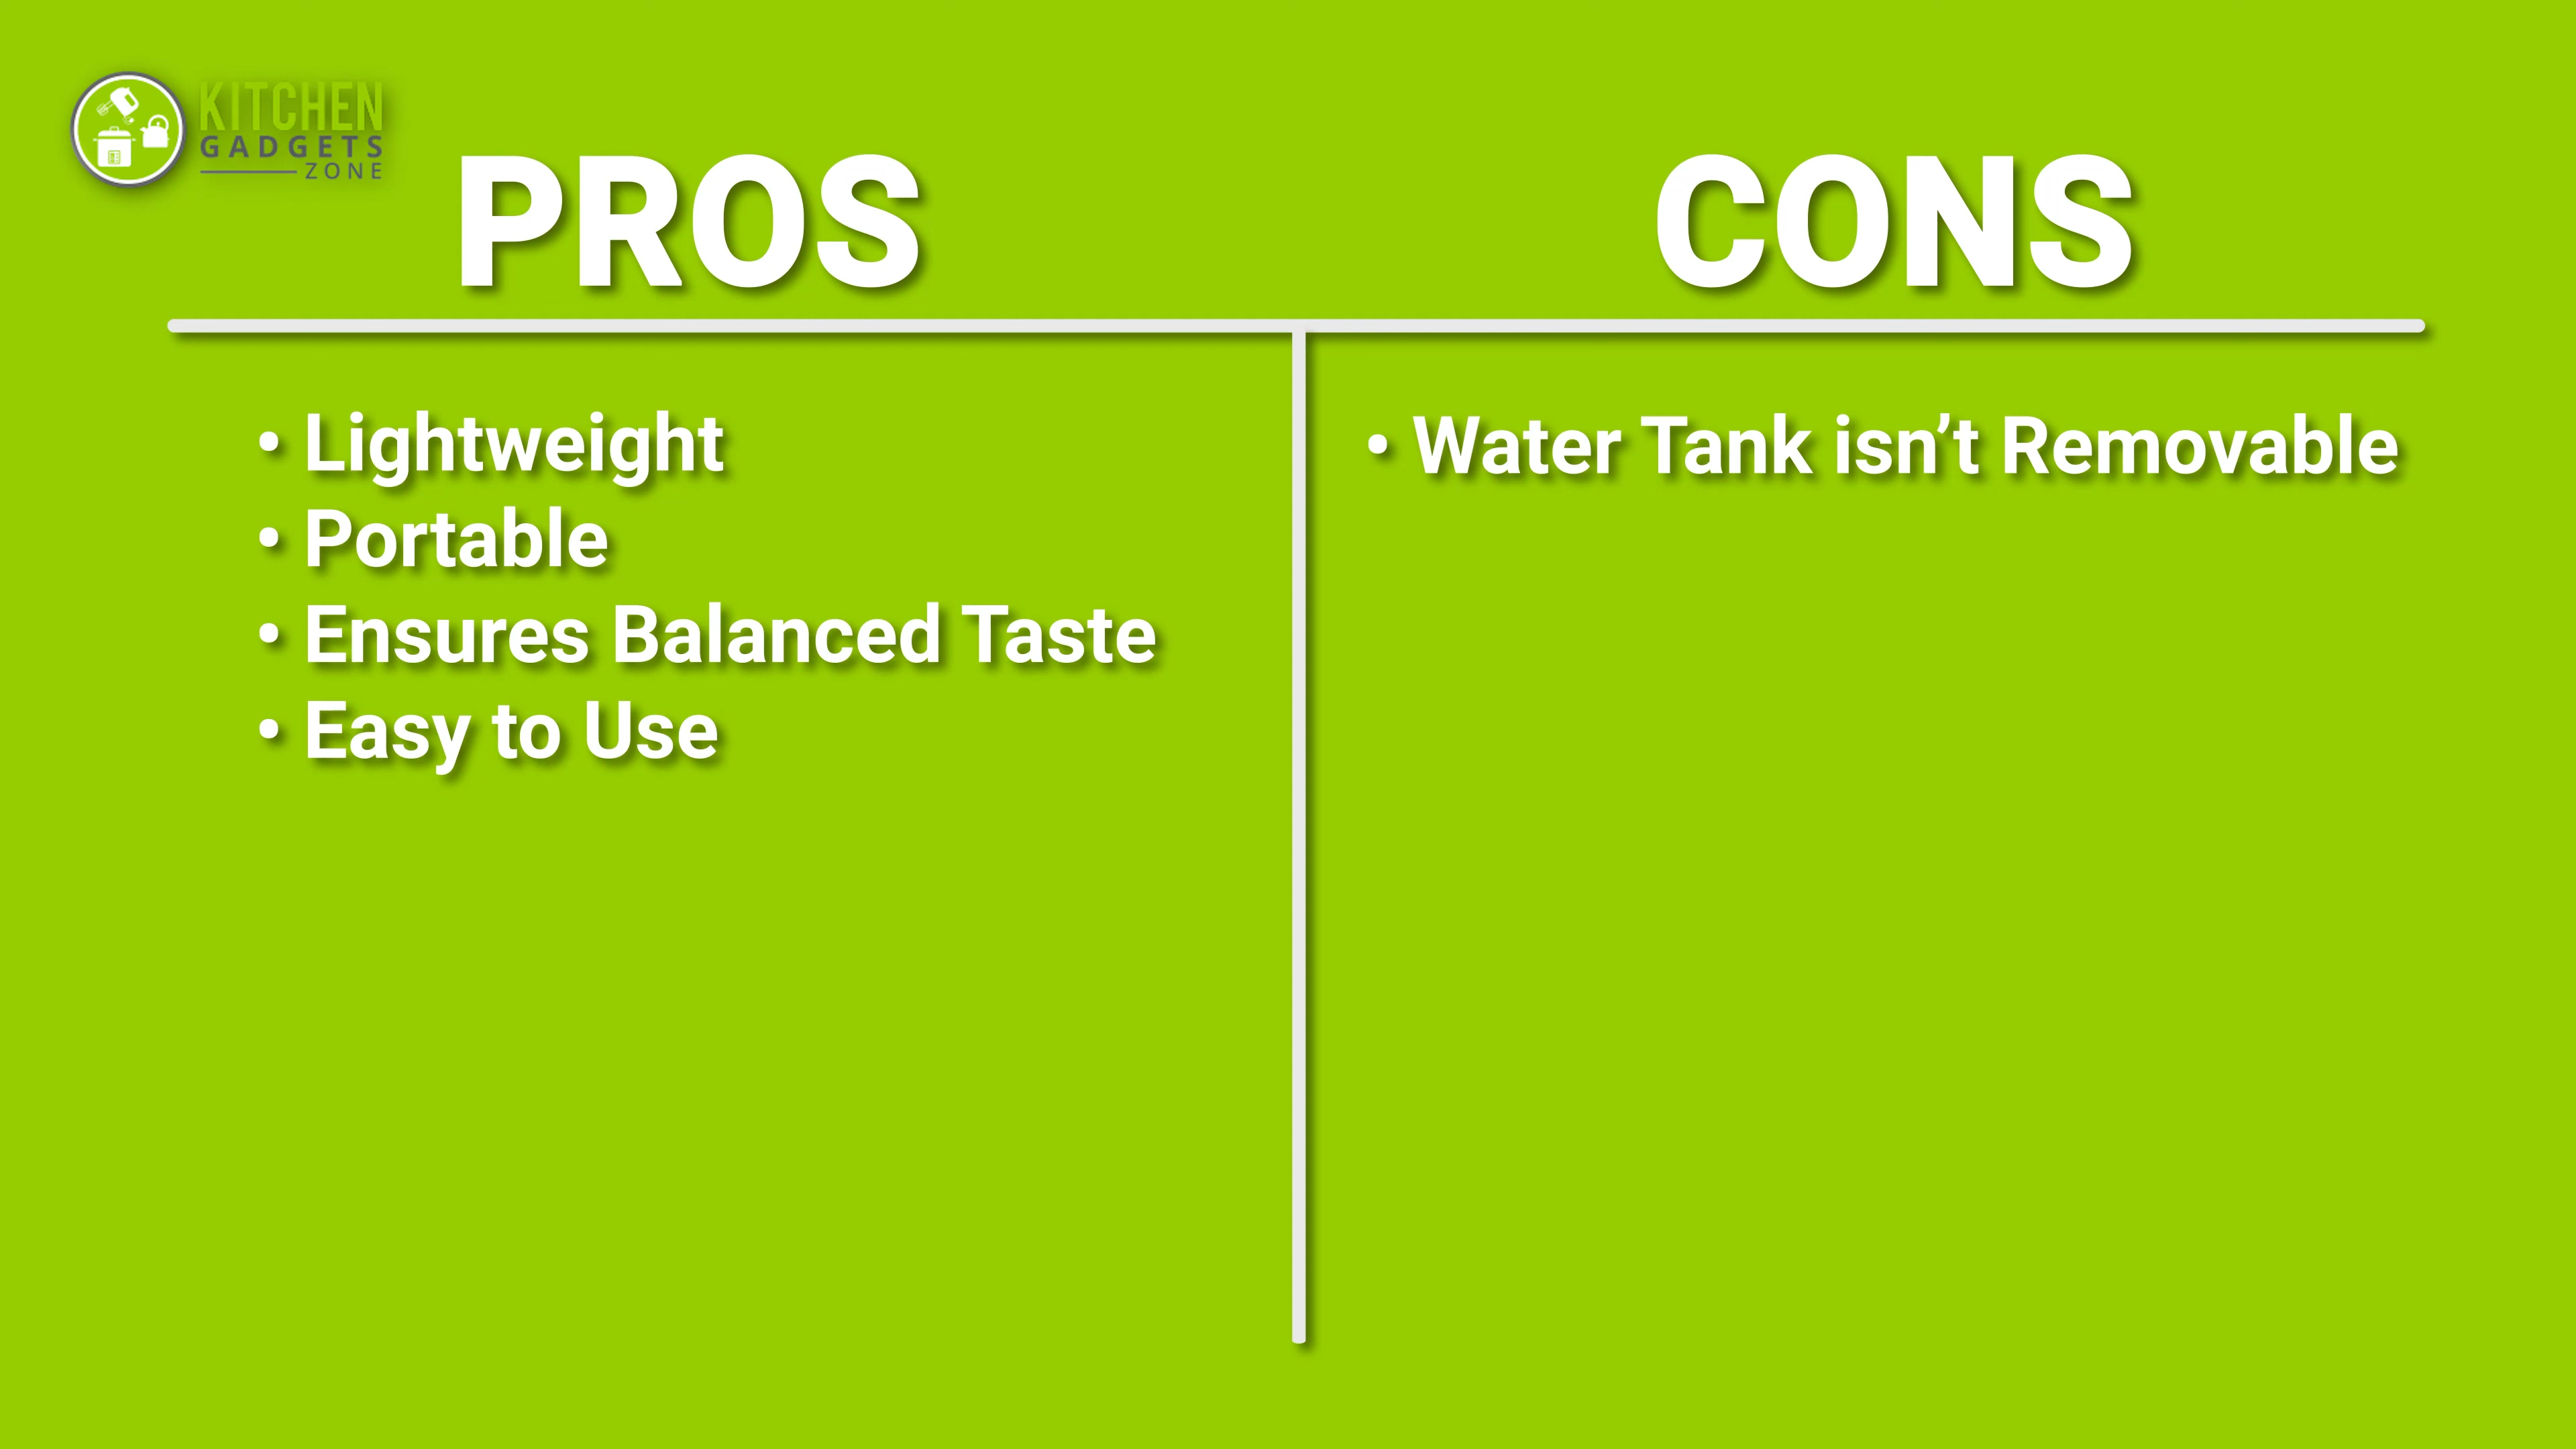 KITCHEN
GADGETS
ZONE
PROS
CONS
• Lightweight
• Portable
• Ensures Balanced Taste
• Easy to Use
• Water Tank isn’t Removable